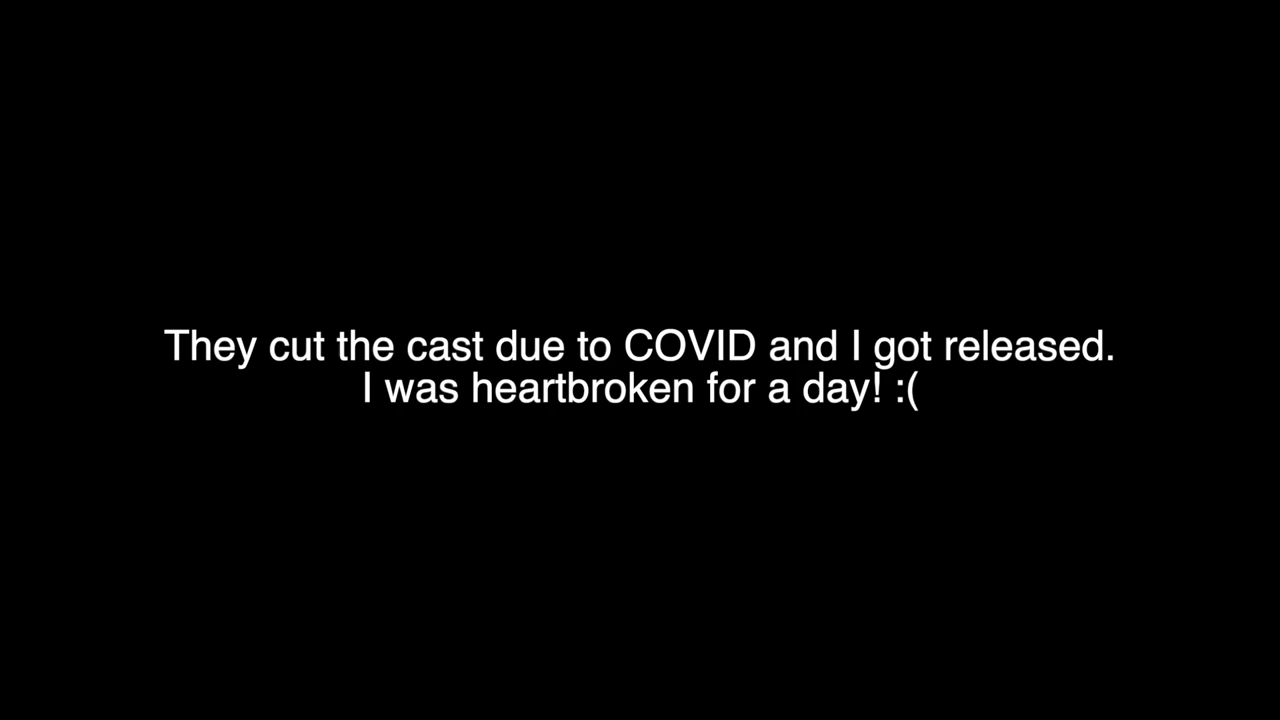 They cut the cast due to COVID and I got released.
I was heartbroken for a day! :(